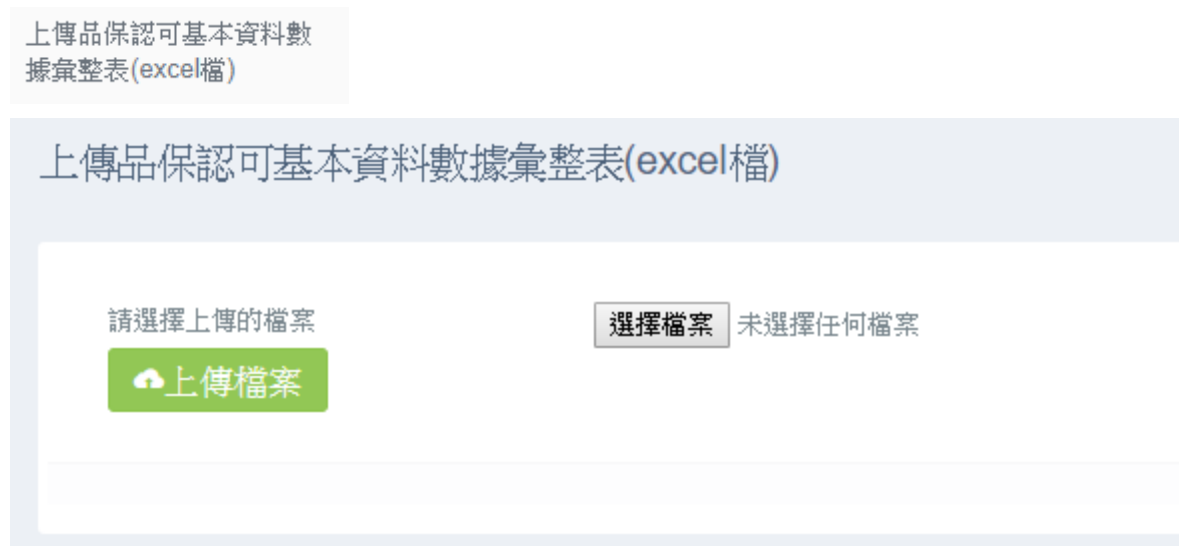 上傳品保認可基本資料數
據彙整表(excel檔)
上傳品保認可基本資料數據彙整表(excel檔)
請選擇上傳的檔案
選擇檔案 未選擇任何檔案
上傳檔案